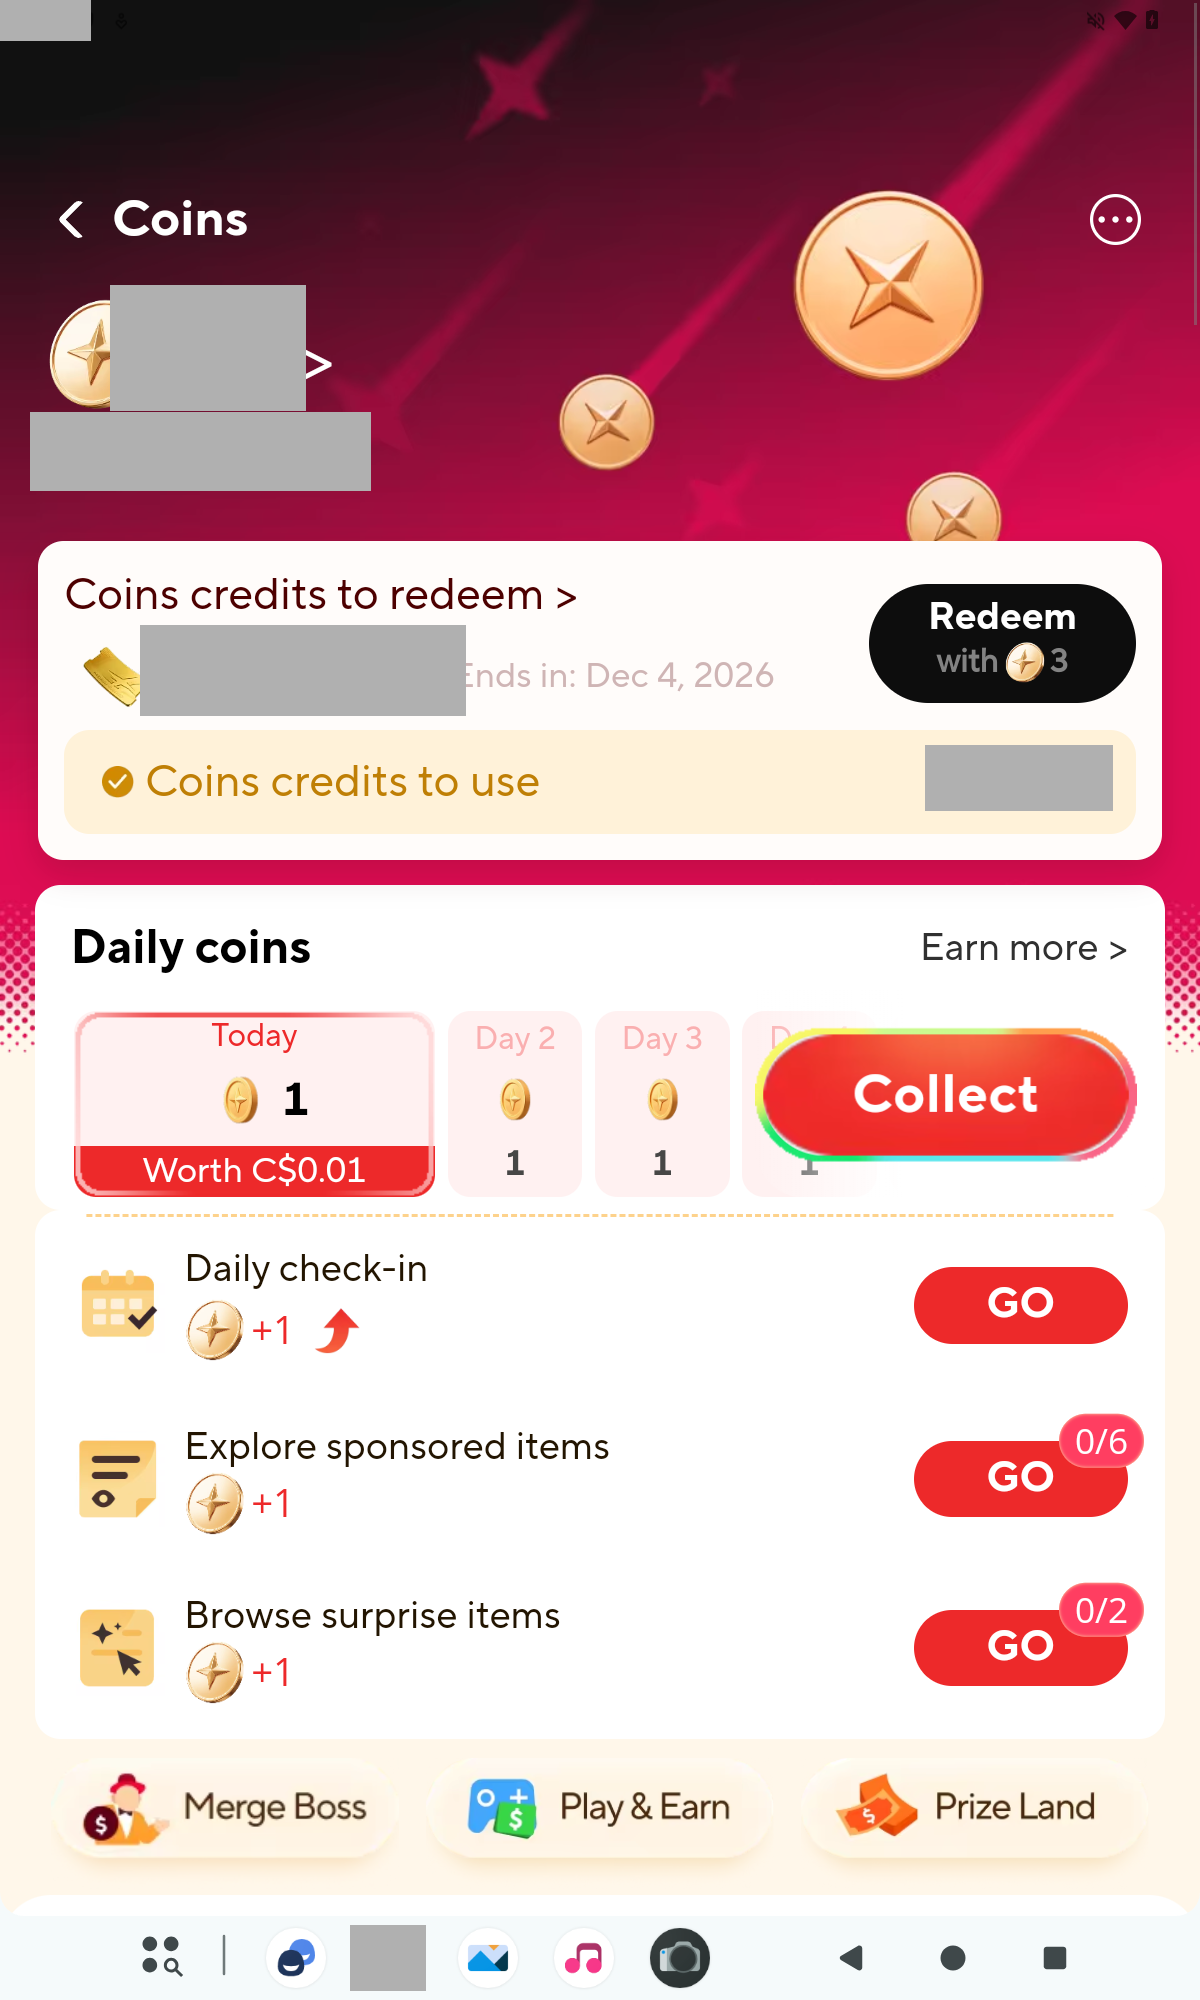 Coins
>
Coins credits to redeem >
Ends in: Dec 4, 2026
Redeem
with 3
Coins credits to use
Daily coins
Earn more >
Today
1
Worth C$0.01
Day 2
1
Day 3
1
1
Collect
Daily check-in
+1
GO
Explore sponsored items
+1
0/6
GO
Browse surprise items
+1
0/2
GO
Merge Boss
Play & Earn
Prize Land